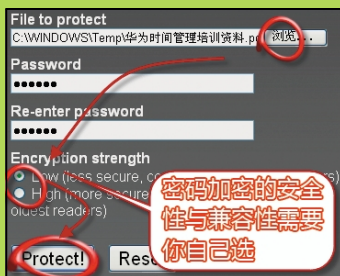 File to protect
C:\WINDOWS\Temp\华为时间管理培训资料.pd 浏览...
Password
●●●●●●
Re-enter password
●●●●●●
Encryption strength
Low (less secure, co rs)
High (more secure
oldest readers)
密码加密的安全
性与兼容性需要
你自己选
Protect! Rese